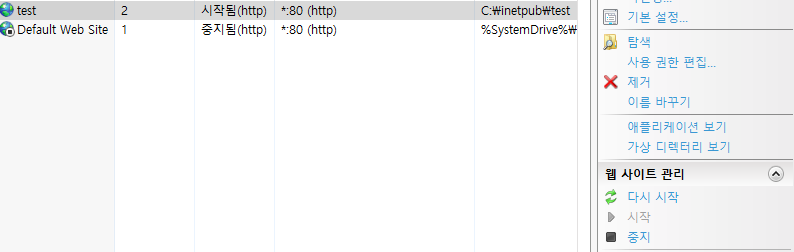 test 2 시작됨(http) *:80 (http) C:\inetpub\test
Default Web Site 1 중지됨(http) *:80 (http) %SystemDrive%\
기본 설정...
탐색
사용 권한 편집...
제거
이름 바꾸기
애플리케이션 보기
가상 디렉터리 보기
웹 사이트 관리
다시 시작
시작
중지